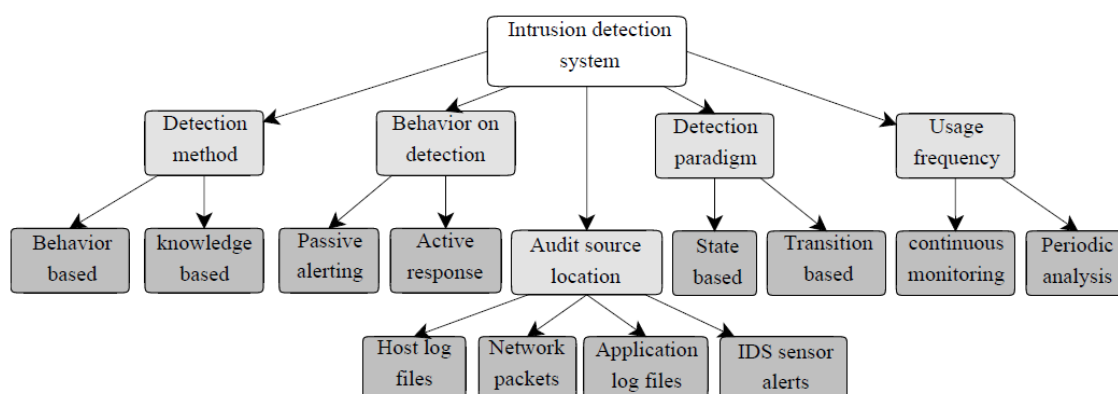 Intrusion detection
system
Detection
method
Behavior on
detection
Detection
paradigm
Usage
frequency
Behavior
based
knowledge
based
Passive
alerting
Active
response
Audit source
location
State
based
Transition
based
continuous
monitoring
Periodic
analysis
Host log
files
Network
packets
Application
log files
IDS sensor
alerts